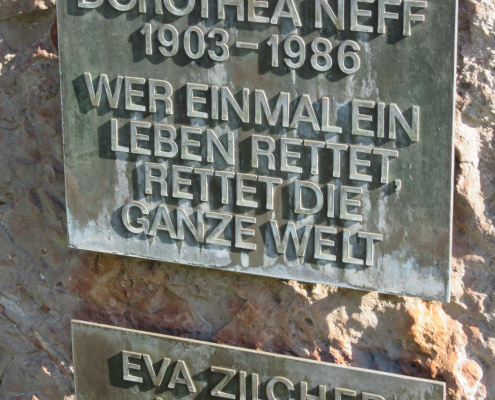 DOROTHEA NEFF
1903–1986
WER EINMAL EIN
LEBEN RETTET,
RETTET DIE
GANZE WELT
EVA ZILCHER